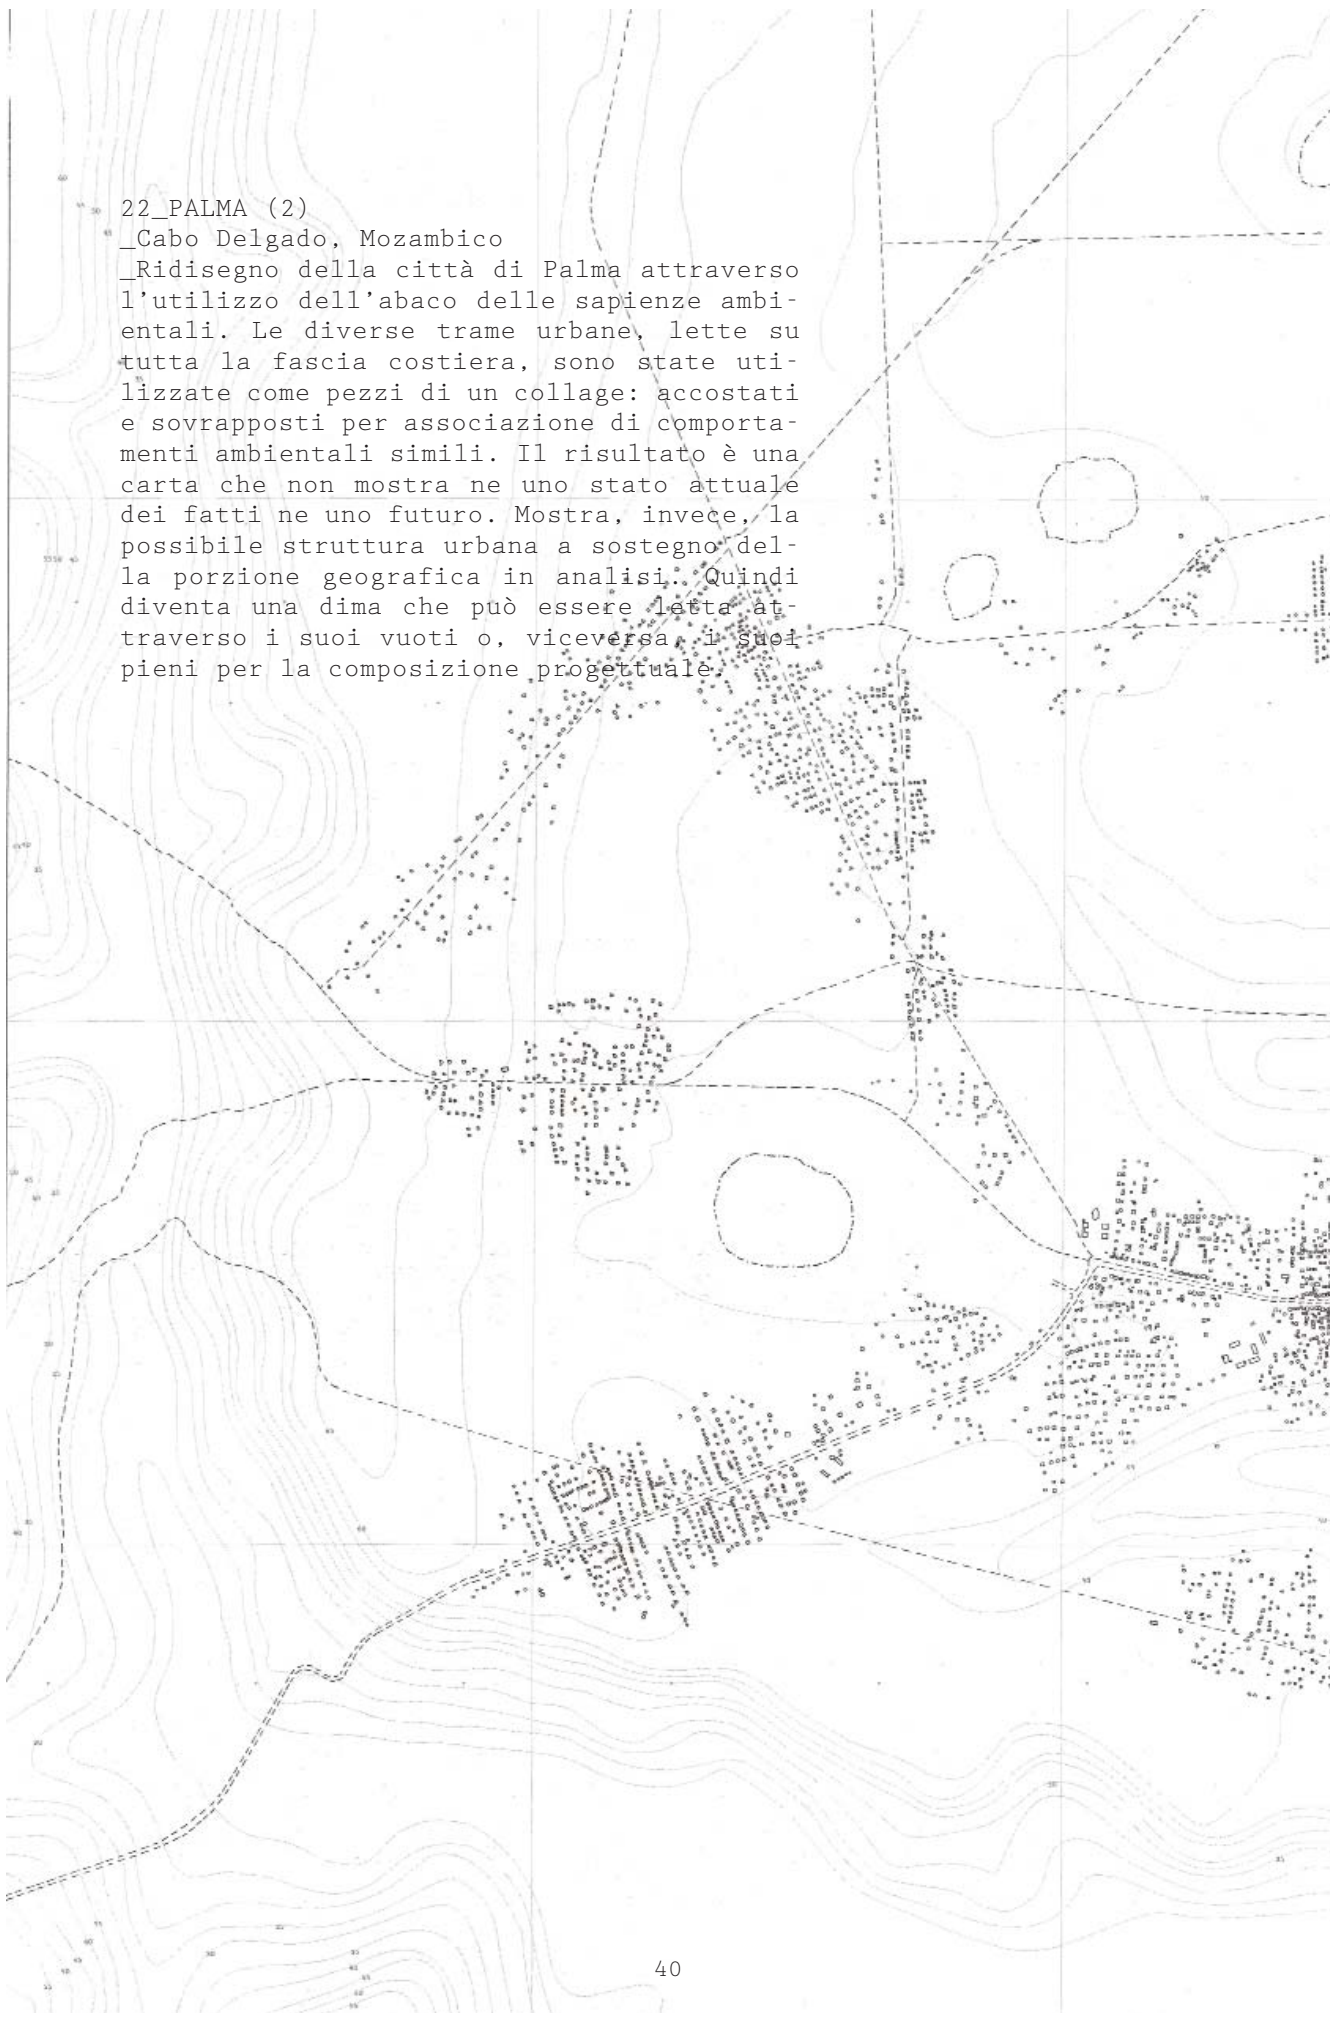 22_PALMA (2)
_Cabo Delgado, Mozambico
_Ridisegno della città di Palma attraverso
l'utilizzo dell'abaco delle sapienze ambi-
entali. Le diverse trame urbane, lette su
tutta la fascia costiera, sono state uti-
lizzate come pezzi di un collage: accostati
e sovrapposti per associazione di comporta-
menti ambientali simili. Il risultato è una
carta che non mostra ne uno stato attuale
dei fatti ne uno futuro. Mostra, invece, la
possibile struttura urbana a sostegno del-
la porzione geografica in analisi. Quindi
diventa una dima che può essere letta at-
traverso i suoi vuoti o, viceversa, i suoi
pieni per la composizione progettuale.
40